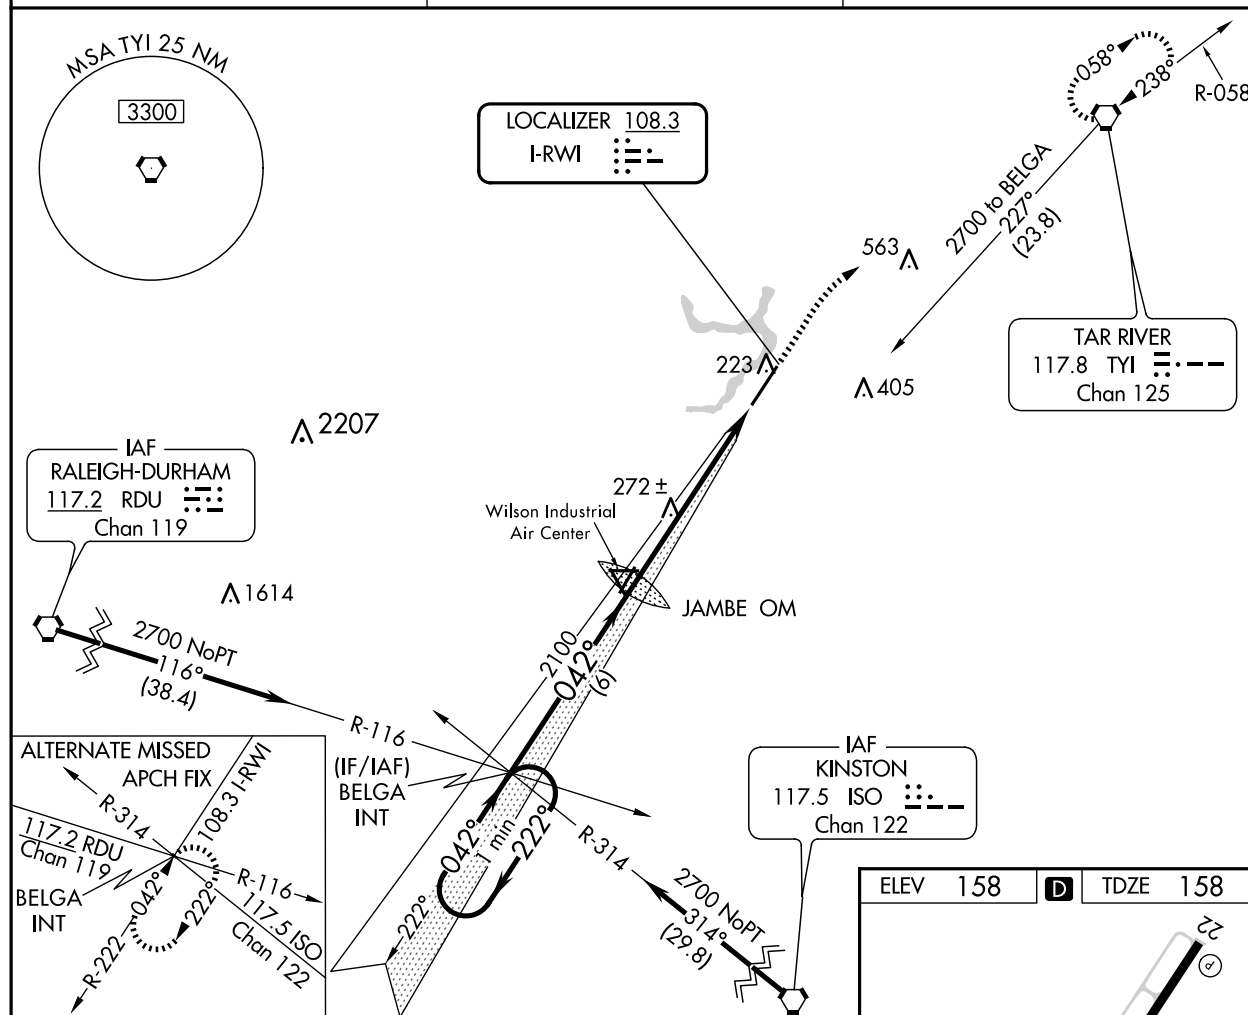 MSA TYI 25 NM
3300
LOCALIZER 108.3
I-RWI
058°
238°
R-058
2700 to BELGA
227°
(23.8)
563
TAR RIVER
117.8 TYI
Chan 125
223
405
2207
IAF
RALEIGH-DURHAM
117.2 RDU
Chan 119
272 ±
Wilson Industrial
Air Center
JAMBE OM
1614
2700 NoPT
116°
(38.4)
2100
042°
(6)
R-116
(IF/IAF)
BELGA
INT
042°
1 min
222°
222°
R-314
IAF
KINSTON
117.5 ISO
Chan 122
2700 NoPT
314°
(29.8)
ALTERNATE MISSED
APCH FIX
108.3 I-RWI
R-314
117.2 RDU
Chan 119
BELGA
INT
R-116
042°
222°
117.5 ISO
Chan 122
R-222
ELEV 158 D TDZE 158
22
P